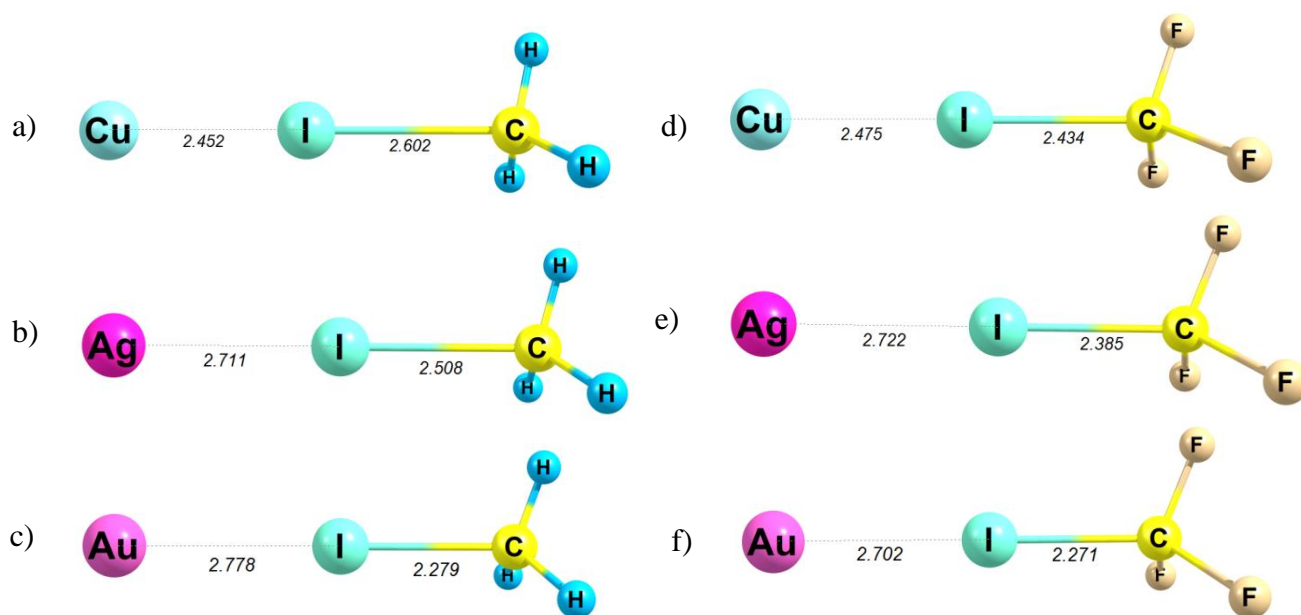 a) Cu 2.452 I 2.602 C H H H
d) Cu 2.475 I 2.434 C F F F
b) Ag 2.711 I 2.508 C H H H
e) Ag 2.722 I 2.385 C F F F
c) Au 2.778 I 2.279 C H H H
f) Au 2.702 I 2.271 C F F F